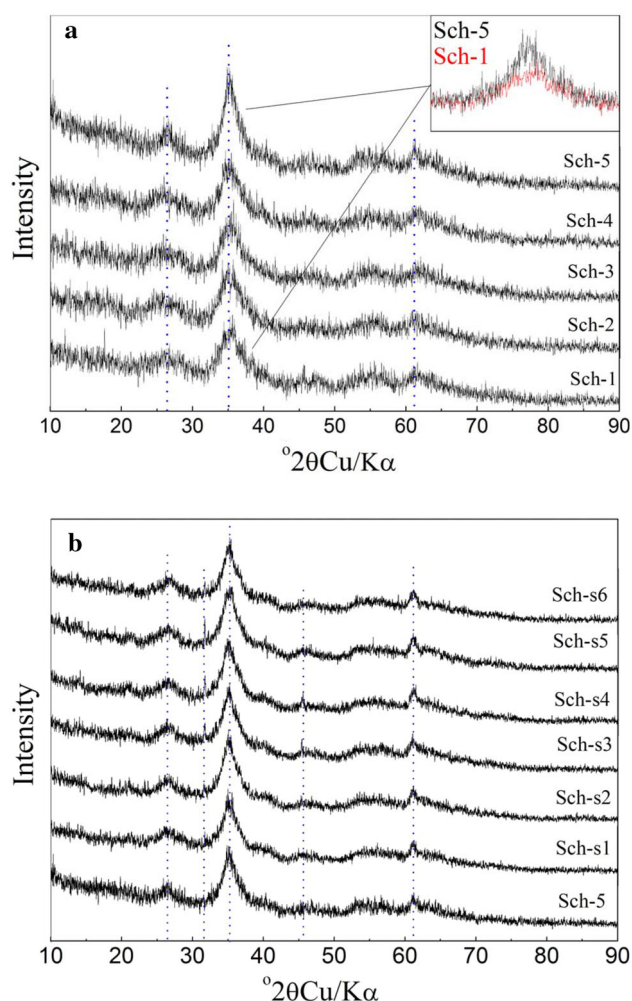 a
Sch-5
Sch-1
Intensity
Sch-5
Sch-4
Sch-3
Sch-2
Sch-1
10 20 30 40 50 60 70 80 90
°2θCu/Kα
b
Intensity
Sch-s6
Sch-s5
Sch-s4
Sch-s3
Sch-s2
Sch-s1
Sch-5
10 20 30 40 50 60 70 80 90
°2θCu/Kα